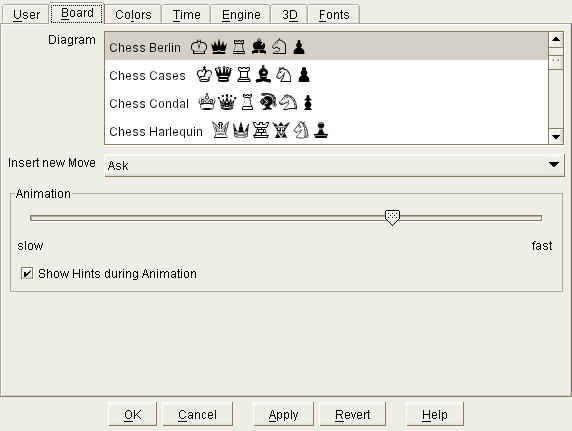 User Board Colors Time Engine 3D Fonts
Diagram
Chess Berlin
Chess Cases
Chess Condal
Chess Harlequin
Insert new Move Ask
Animation
slow fast
Show Hints during Animation
OK Cancel Apply Revert Help